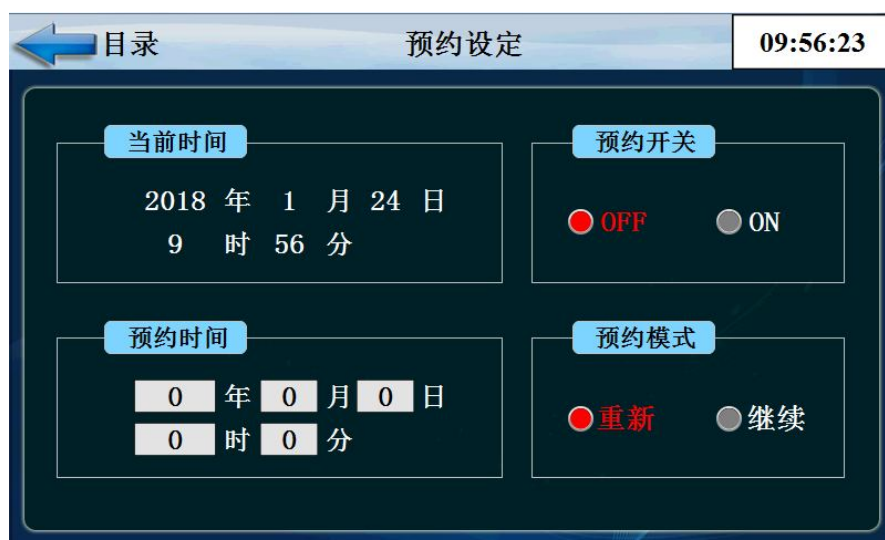 目录 预约设定 09:56:23
当前时间
2018 年 1 月 24 日
9 时 56 分
预约开关
OFF ON
预约时间
0 年 0 月 0 日
0 时 0 分
预约模式
重新 继续